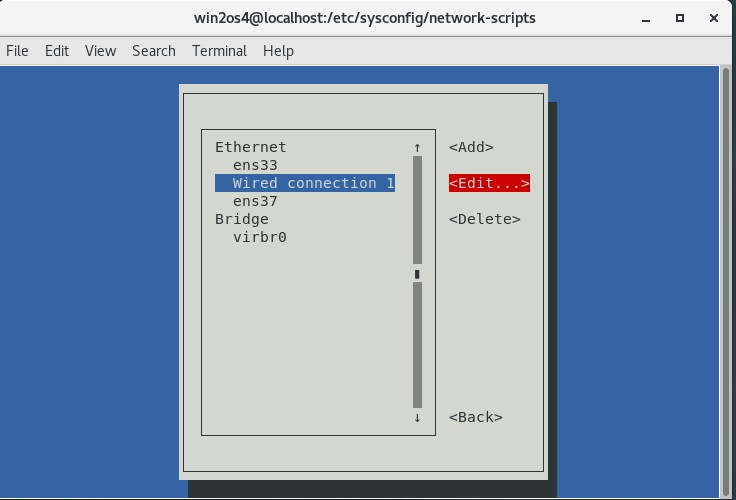 win2os4@localhost:/etc/sysconfig/network-scripts
File Edit View Search Terminal Help
Ethernet ↑ <Add>
ens33
Wired connection 1 <Edit...>
ens37
Bridge <Delete>
virbr0
↓ <Back>